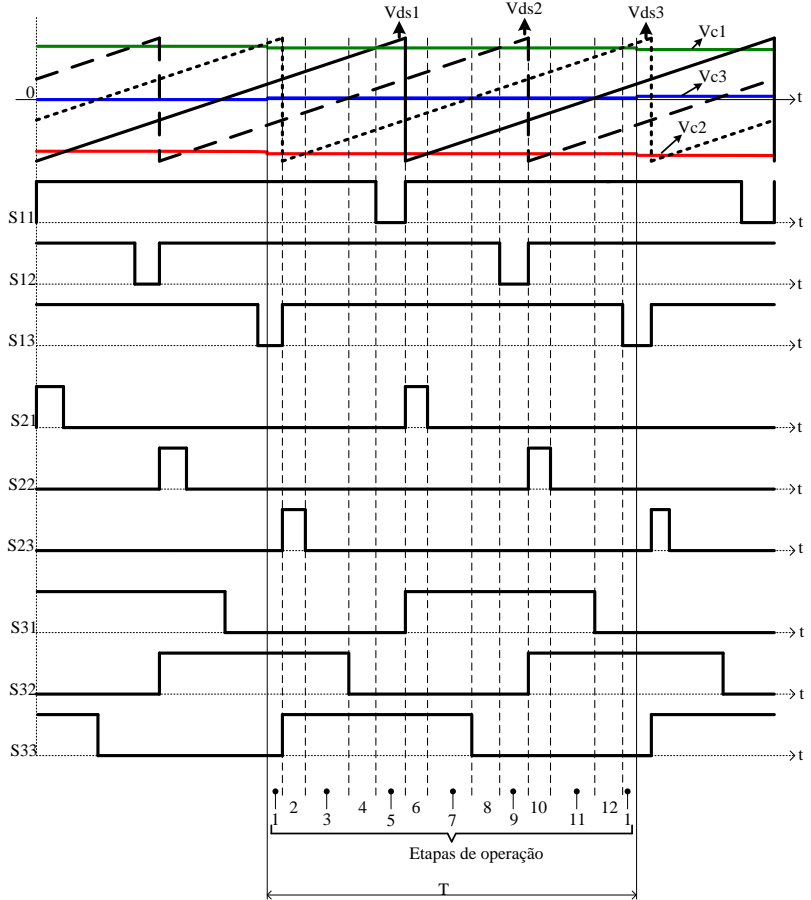 Vds1 Vds2 Vds3
Vc1
0 t
Vc3
Vc2
S11 t
S12 t
S13 t
S21 t
S22 t
S23 t
S31 t
S32 t
S33 t
2 4 6 8 10 12
1 3 5 7 9 11 1
Etapas de operação
T